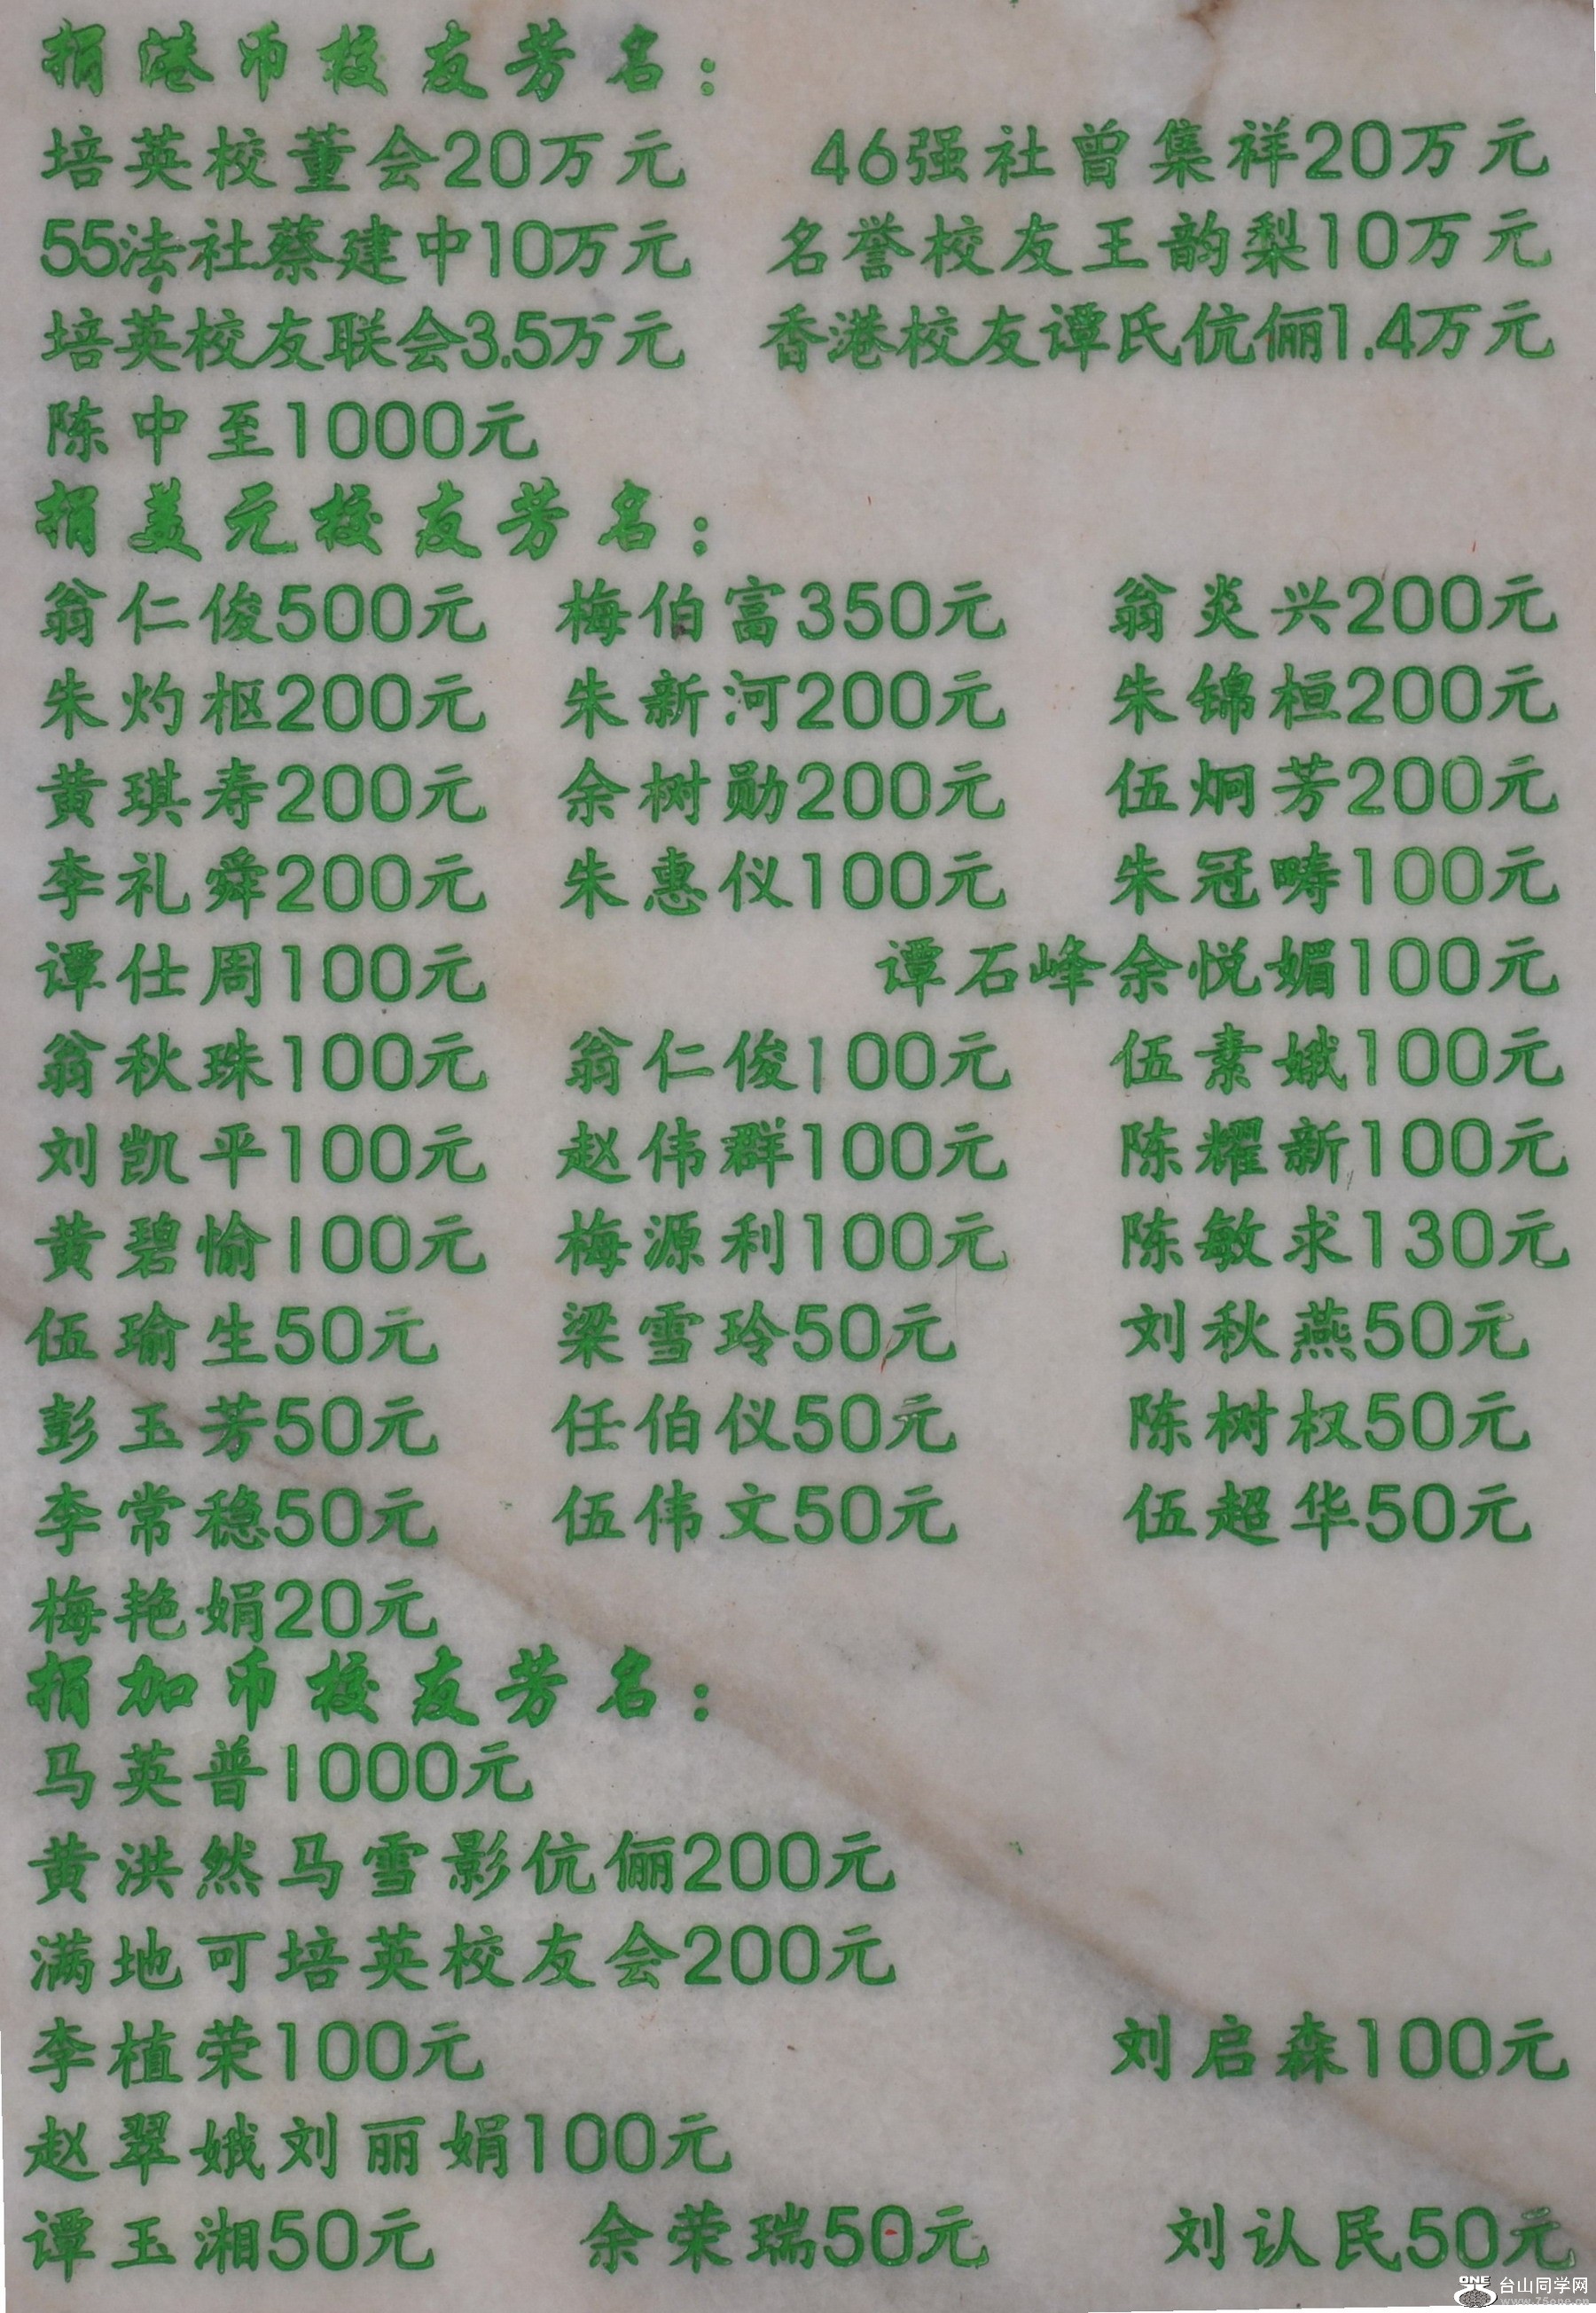 捐港币校友芳名：
培英校董会20万元 46强社曾集祥20万元
55法社蔡建中10万元 名誉校友王韵梨10万元
培英校友联会3.5万元 香港校友谭氏伉俪1.4万元
陈中至1000元
捐美元校友芳名：
翁仁俊500元 梅伯富350元 翁炎兴200元
朱灼枢200元 朱新河200元 朱锦桓200元
黄琪寿200元 余树勋200元 伍炯芳200元
李礼舜200元 朱惠仪100元 朱冠畴100元
谭仕周100元 谭石峰余悦媚100元
翁秋珠100元 翁仁俊100元 伍素娥100元
刘凯平100元 赵伟群100元 陈耀新100元
黄碧愉100元 梅源利100元 陈敏求130元
伍瑜生50元 梁雪玲50元 刘秋燕50元
彭玉芳50元 任伯仪50元 陈树权50元
李常稳50元 伍伟文50元 伍超华50元
梅艳娟20元
捐加币校友芳名：
马英普1000元
黄洪然马雪影伉俪200元
满地可培英校友会200元
李植荣100元 刘启森100元
赵翠娥刘丽娟100元
谭玉湘50元 余荣瑞50元 刘认民50元
ONE 台山同学网
www.75one.cn